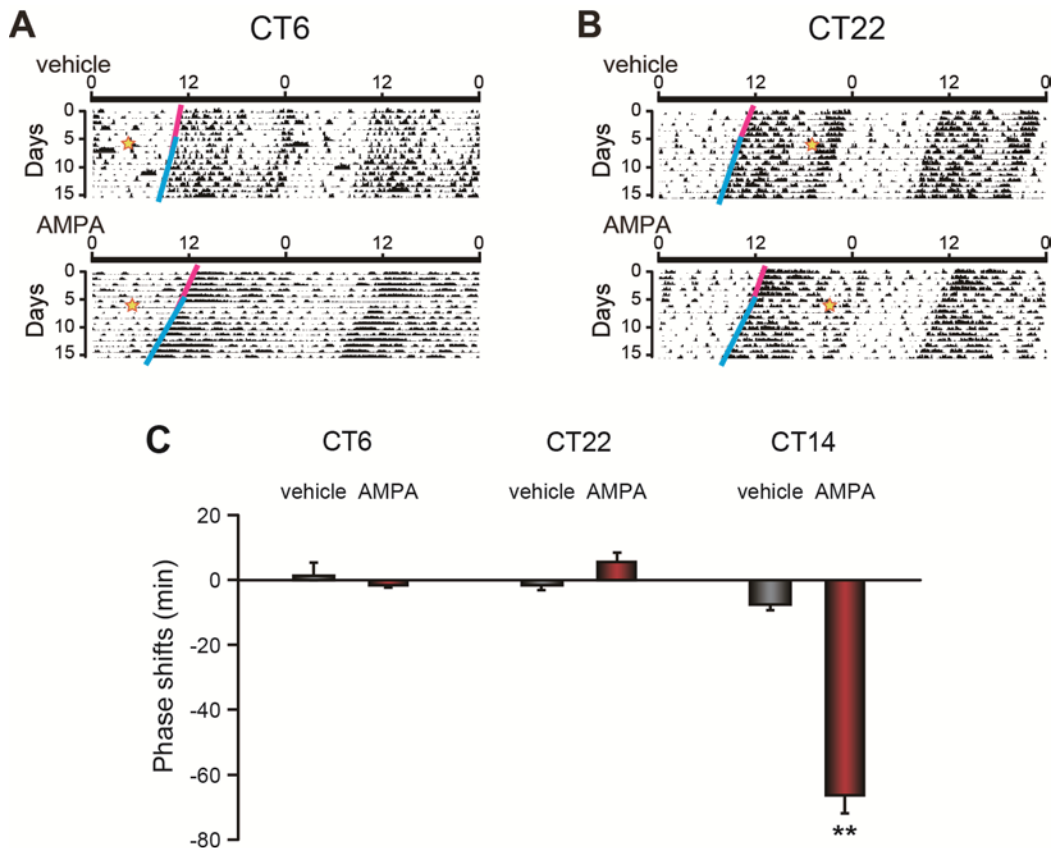 A
CT6
vehicle
0 12 0 12 0
Days
0
5
10
15
AMPA
0 12 0 12 0
Days
0
5
10
15
B
CT22
vehicle
0 12 0 12 0
Days
0
5
10
15
AMPA
0 12 0 12 0
Days
0
5
10
15
C
CT6 CT22 CT14
vehicle AMPA vehicle AMPA vehicle AMPA
Phase shifts (min)
20
0
-20
-40
-60
-80
**